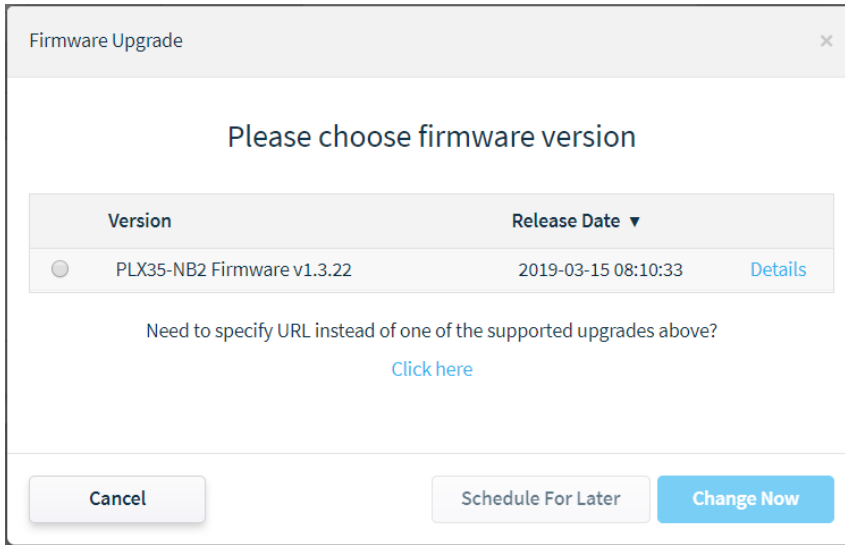 Firmware Upgrade ×
Please choose firmware version
Version Release Date ▼
PLX35-NB2 Firmware v1.3.22 2019-03-15 08:10:33 Details
Need to specify URL instead of one of the supported upgrades above?
Click here
Cancel Schedule For Later Change Now